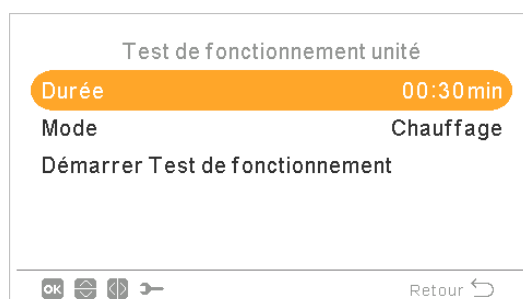 Test de fonctionnement unité
Durée 00:30min
Mode Chauffage
Démarrer Test de fonctionnement
OK Retour